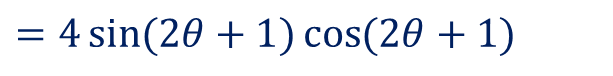 = 4 sin(2θ + 1) cos(2θ + 1)